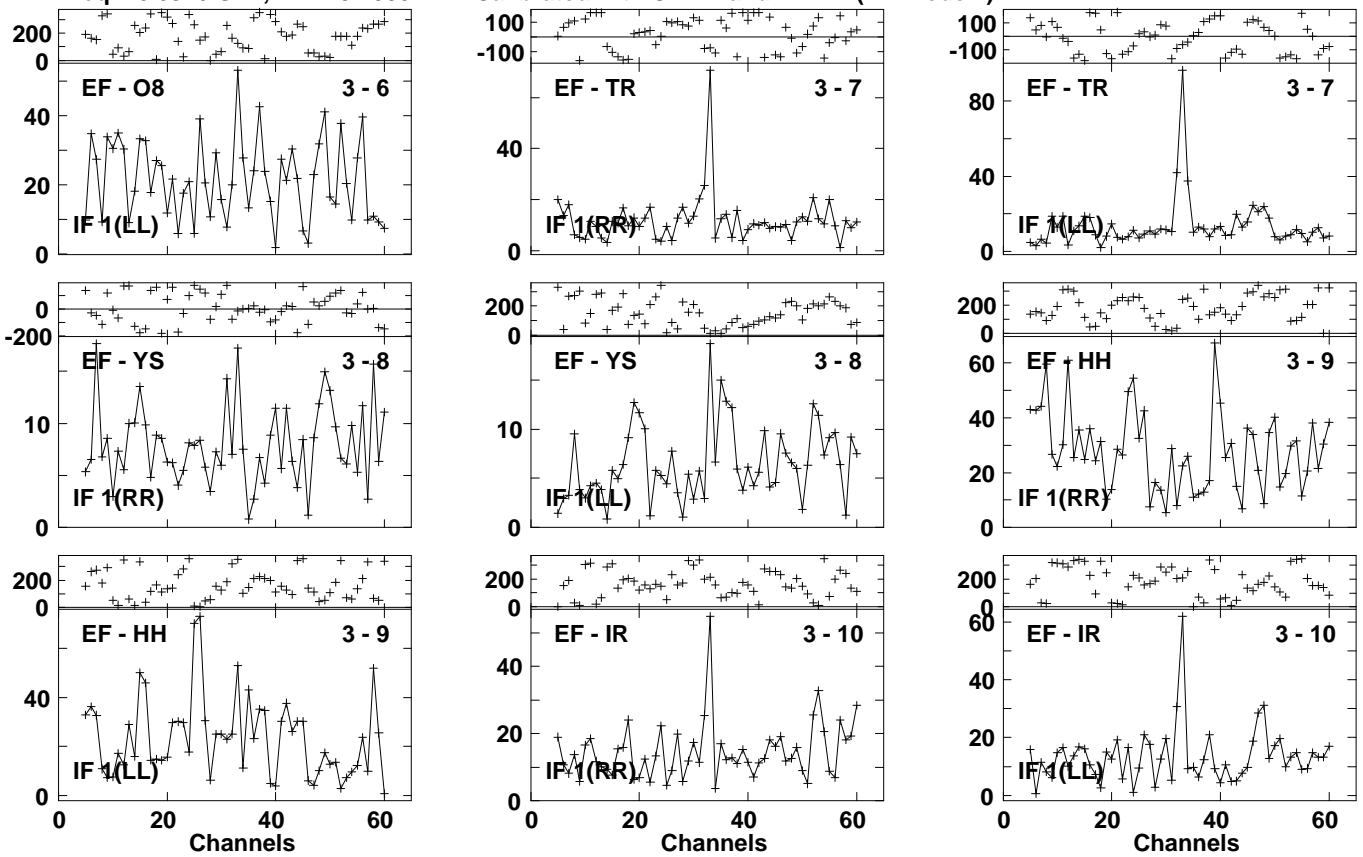 200
0
100
-100
100
-100
EF - O8 3 - 6
EF - TR 3 - 7
EF - TR 3 - 7
40
20
0
40
0
80
40
0
IF 1(LL)
IF 1(RR)
IF 1(LL)
0
-200
200
0
200
0
EF - YS 3 - 8
EF - YS 3 - 8
EF - HH 3 - 9
10
0
10
0
60
40
20
0
IF 1(RR)
IF 1(LL)
IF 1(RR)
200
0
200
0
200
0
EF - HH 3 - 9
EF - IR 3 - 10
EF - IR 3 - 10
40
0
40
20
0
60
40
20
0
IF 1(LL)
IF 1(RR)
IF 1(LL)
0 20 40 60
0 20 40 60
0 20 40 60
Channels
Channels
Channels